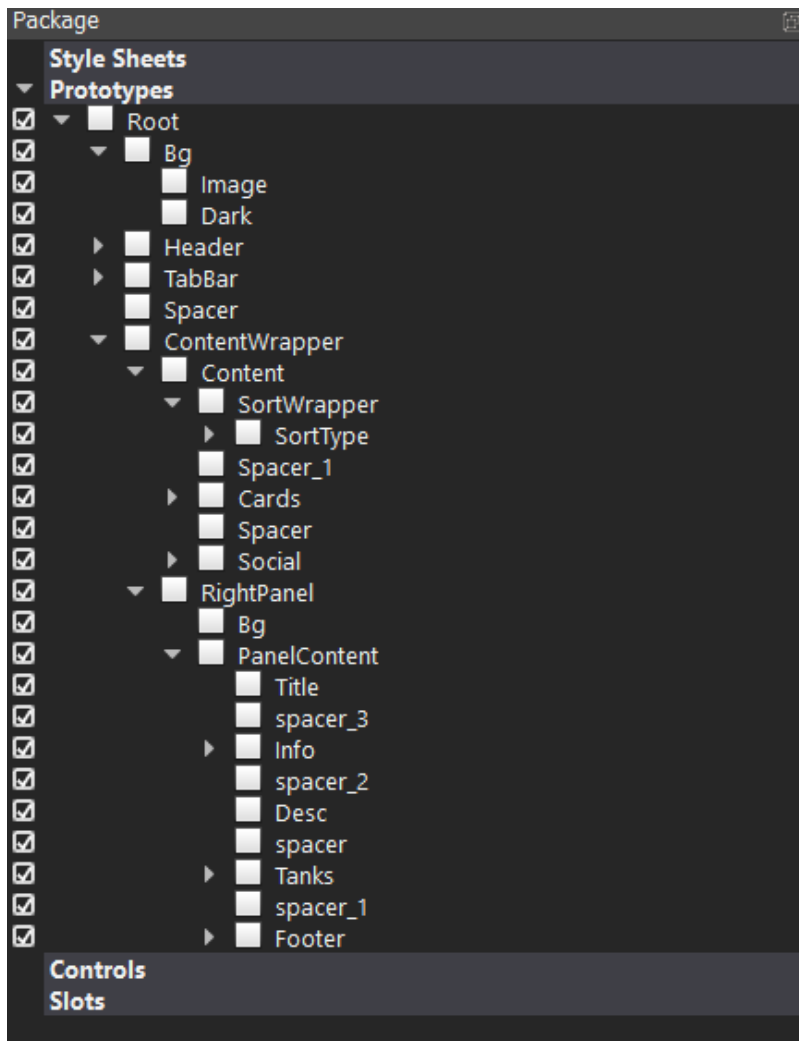 Package
Style Sheets
Prototypes
Root
Bg
Image
Dark
Header
TabBar
Spacer
ContentWrapper
Content
SortWrapper
SortType
Spacer_1
Cards
Spacer
Social
RightPanel
Bg
PanelContent
Title
spacer_3
Info
spacer_2
Desc
spacer
Tanks
spacer_1
Footer
Controls
Slots